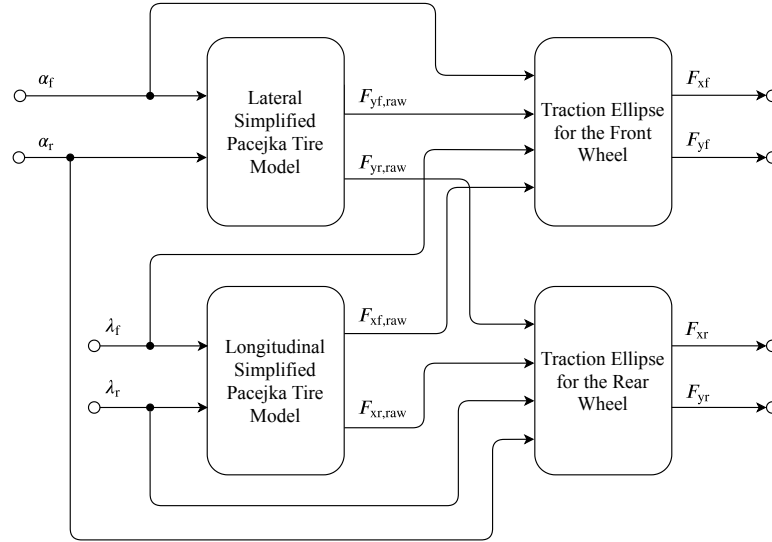 α_f
α_r
Lateral
Simplified
Pacejka Tire
Model
F_yf,raw
F_yr,raw
Traction Ellipse
for the Front
Wheel
F_xf
F_yf
λ_f
λ_r
Longitudinal
Simplified
Pacejka Tire
Model
F_xf,raw
F_xr,raw
Traction Ellipse
for the Rear
Wheel
F_xr
F_yr